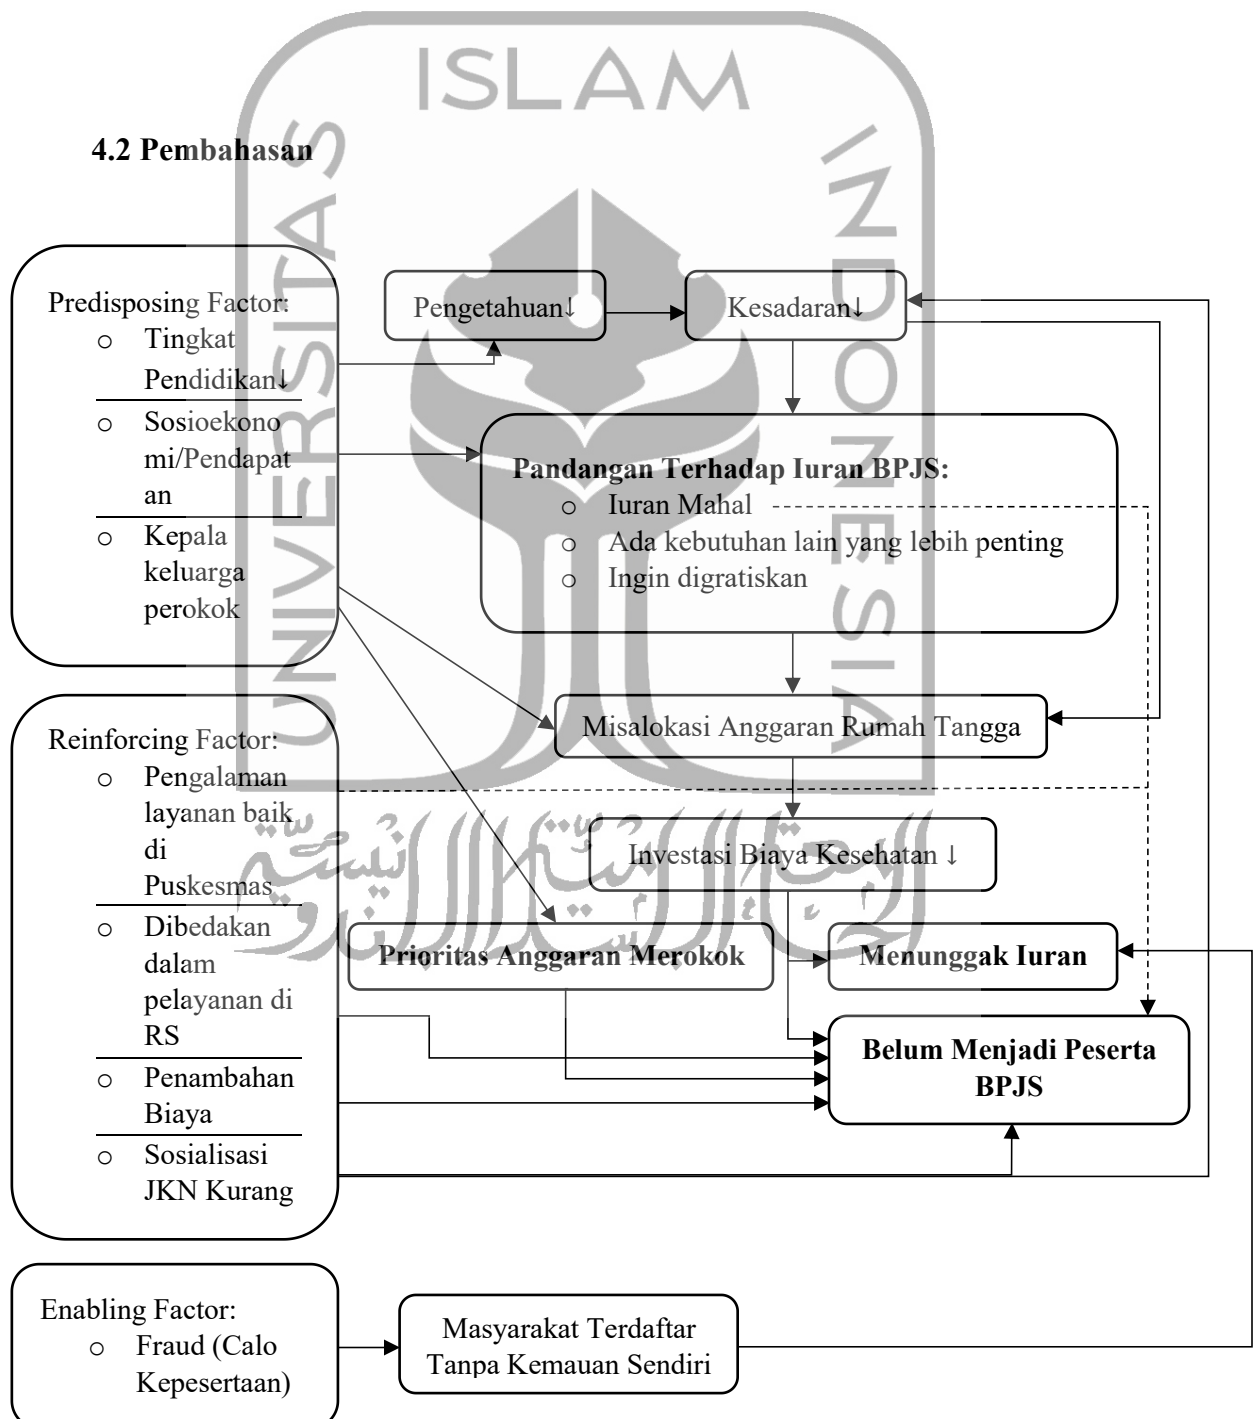 ISLAM
UNIVERSITAS
INDONESIA
4.2 Pembahasan
Predisposing Factor:
○ Tingkat
Pendidikan↓
○ Sosioekono
mi/Pendapat
an
○ Kepala
keluarga
perokok
Pengetahuan↓
Kesadaran↓
Pandangan Terhadap Iuran BPJS:
○ Iuran Mahal
○ Ada kebutuhan lain yang lebih penting
○ Ingin digratiskan
Misalokasi Anggaran Rumah Tangga
Investasi Biaya Kesehatan ↓
Reinforcing Factor:
○ Pengalaman
layanan baik
di
Puskesmas
○ Dibedakan
dalam
pelayanan di
RS
○ Penambahan
Biaya
○ Sosialisasi
JKN Kurang
Prioritas Anggaran Merokok
Menunggak Iuran
Belum Menjadi Peserta
BPJS
Enabling Factor:
○ Fraud (Calo
Kepesertaan)
Masyarakat Terdaftar
Tanpa Kemauan Sendiri